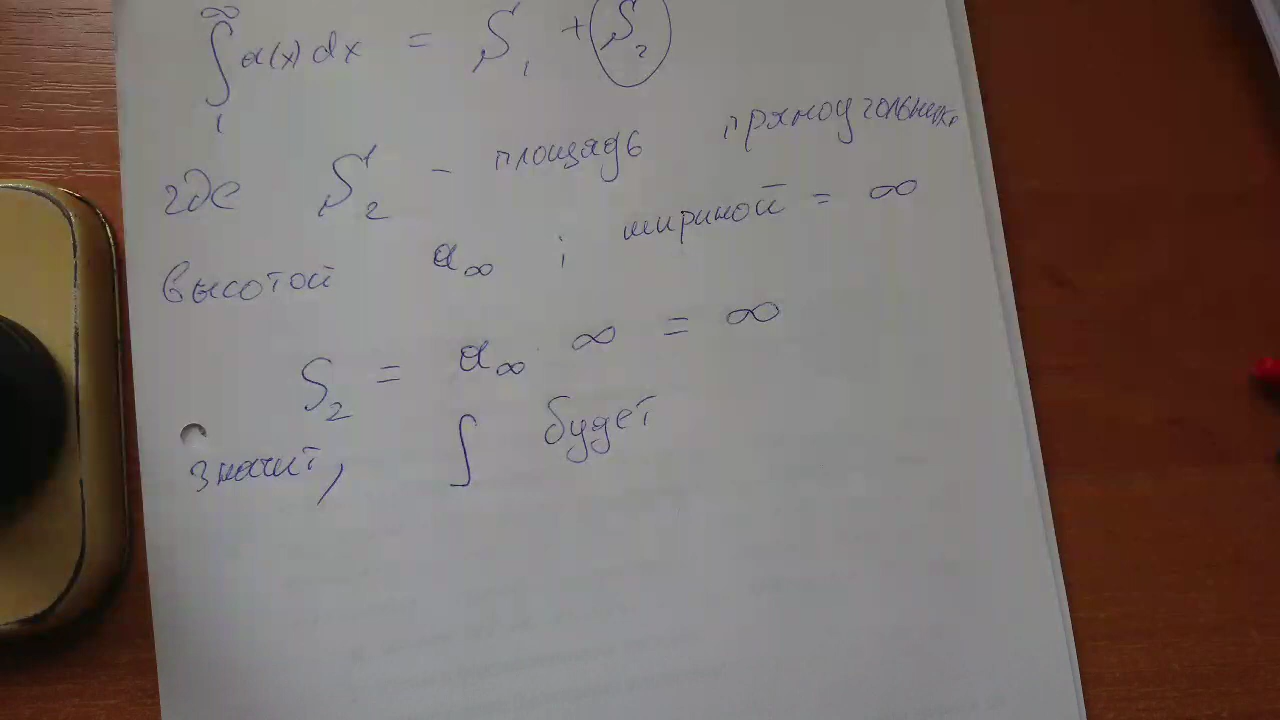 ∫₁^∞ a(x) dx = S₁ + S₂
где S₂ – площадь прямоугольника
высотой a∞ ; шириной = ∞
S₂ = a∞ · ∞ = ∞
значит, ∫ будет